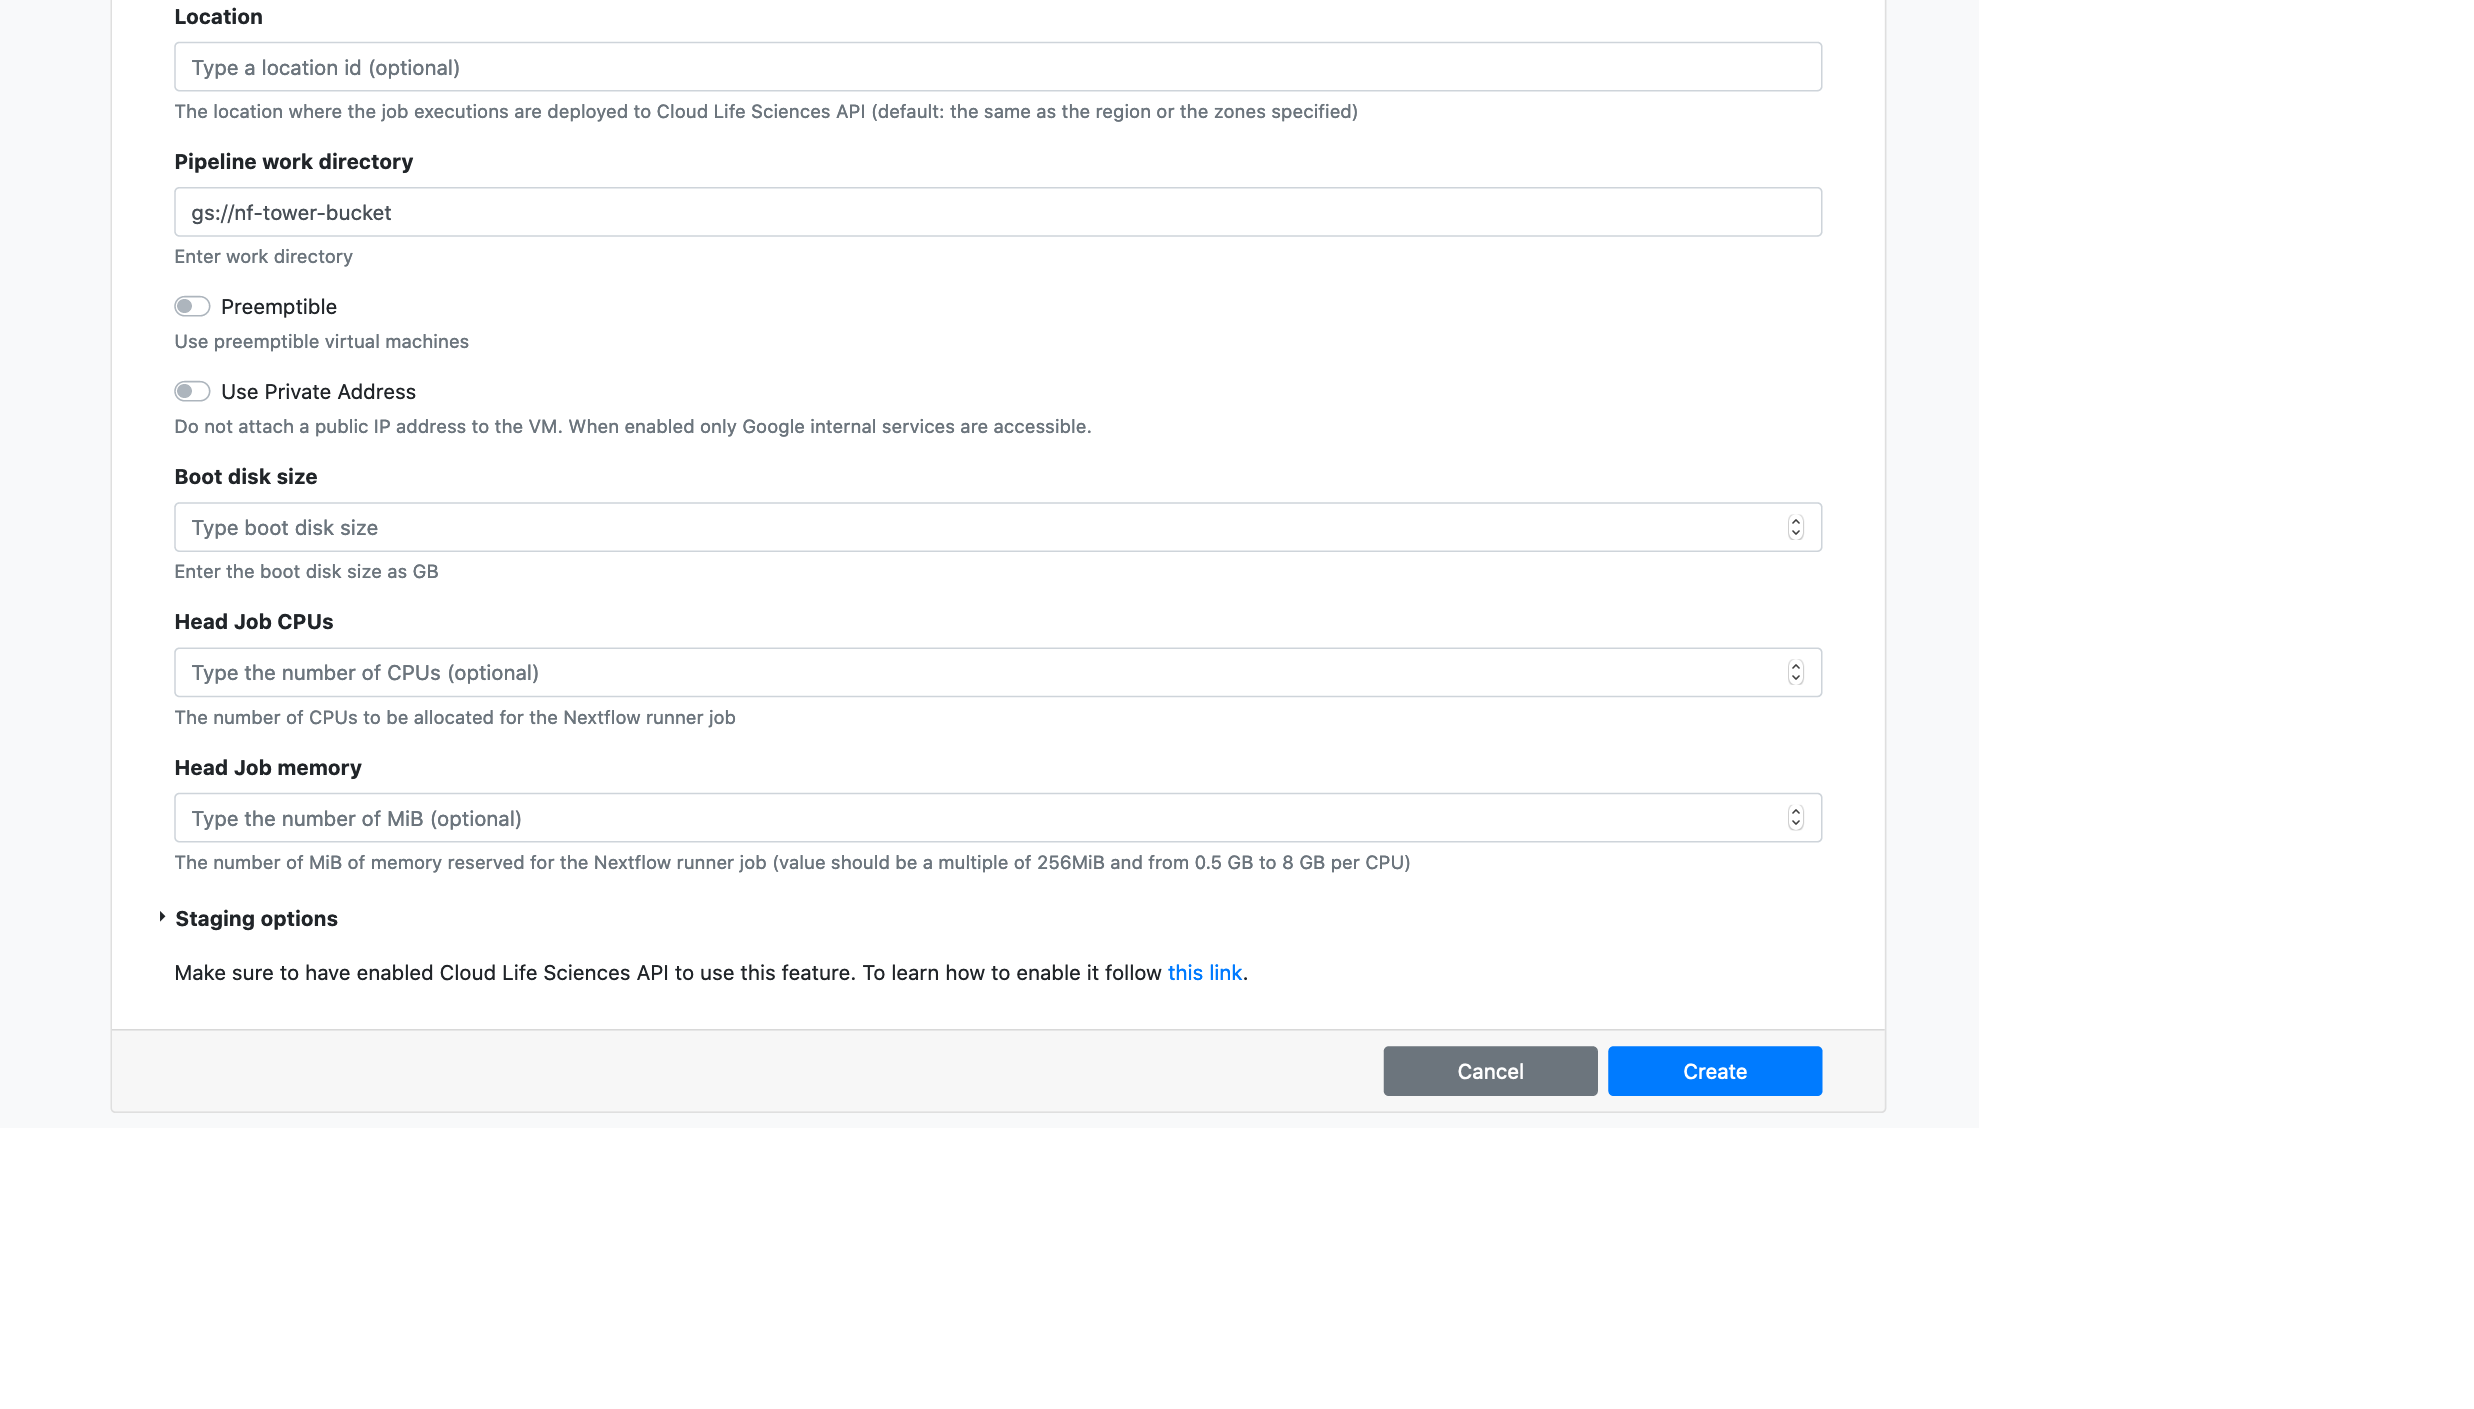 Location
Type a location id (optional)
The location where the job executions are deployed to Cloud Life Sciences API (default: the same as the region or the zones specified)
Pipeline work directory
gs://nf-tower-bucket
Enter work directory
Preemptible
Use preemptible virtual machines
Use Private Address
Do not attach a public IP address to the VM. When enabled only Google internal services are accessible.
Boot disk size
Type boot disk size
Enter the boot disk size as GB
Head Job CPUs
Type the number of CPUs (optional)
The number of CPUs to be allocated for the Nextflow runner job
Head Job memory
Type the number of MiB (optional)
The number of MiB of memory reserved for the Nextflow runner job (value should be a multiple of 256MiB and from 0.5 GB to 8 GB per CPU)
Staging options
Make sure to have enabled Cloud Life Sciences API to use this feature. To learn how to enable it follow this link.
Cancel Create